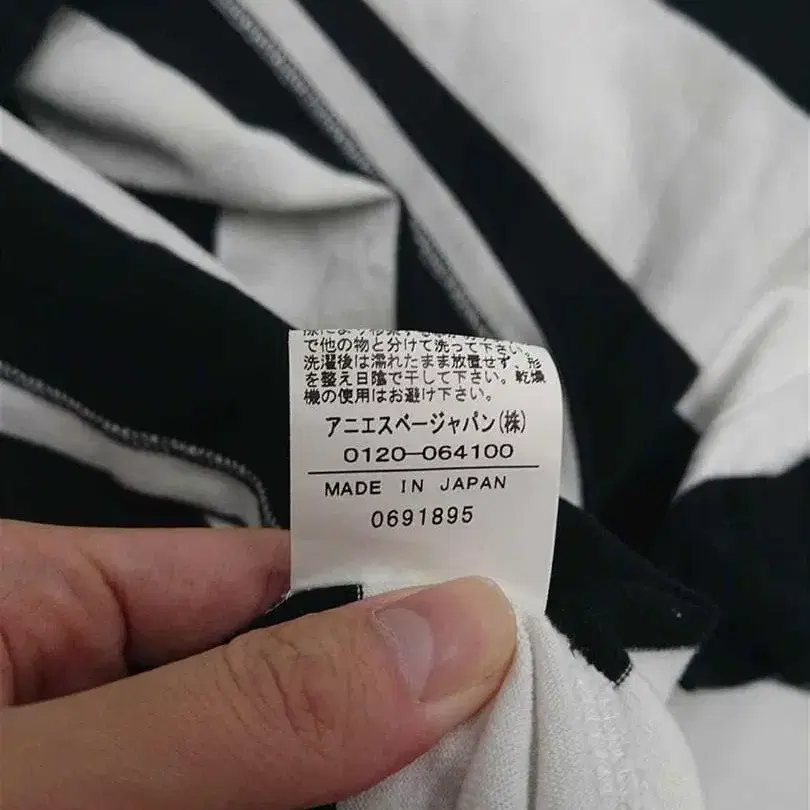 で他の物と分けて洗って下さい。
洗濯後は濡れたまま放置せず、形
を整え日陰で干して下さい。乾燥
機の使用はお避け下さい。
アニエスベージャパン(株)
0120-064100
MADE IN JAPAN
0691895